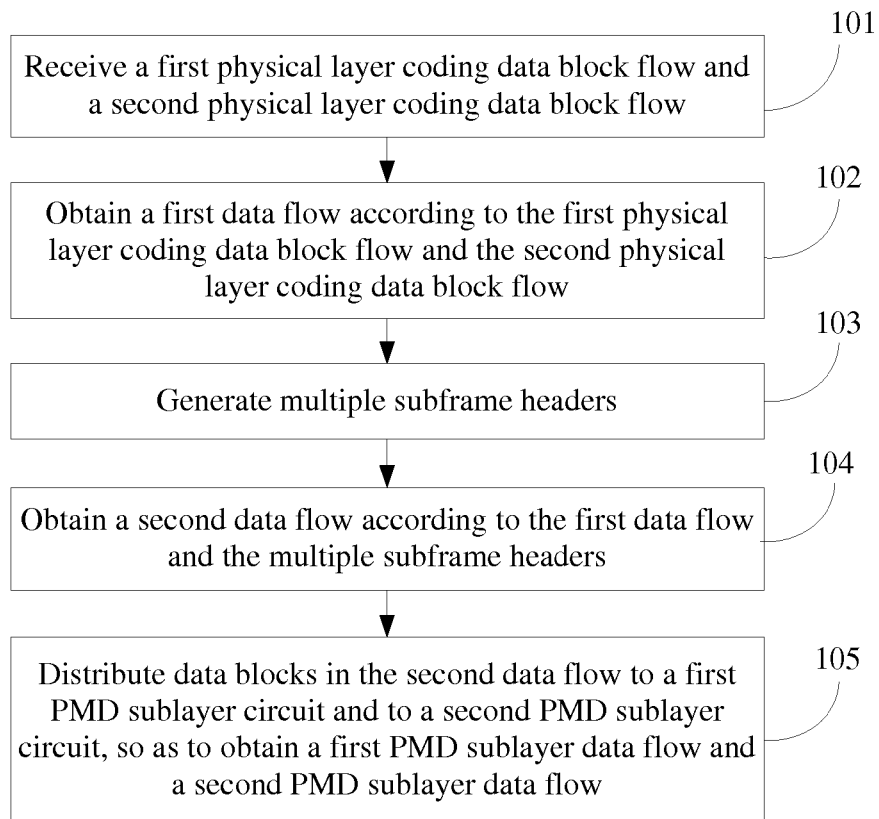 101
Receive a first physical layer coding data block flow and
a second physical layer coding data block flow
102
Obtain a first data flow according to the first physical
layer coding data block flow and the second physical
layer coding data block flow
103
Generate multiple subframe headers
104
Obtain a second data flow according to the first data flow
and the multiple subframe headers
105
Distribute data blocks in the second data flow to a first
PMD sublayer circuit and to a second PMD sublayer
circuit, so as to obtain a first PMD sublayer data flow and
a second PMD sublayer data flow